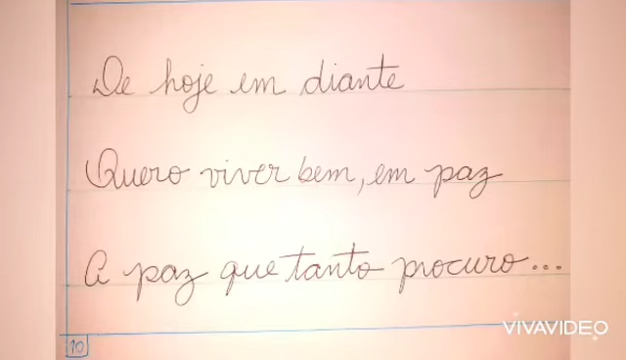 De hoje em diante
Quero viver bem, em paz
A paz que tanto procuro...
VIVAVIDEO
10